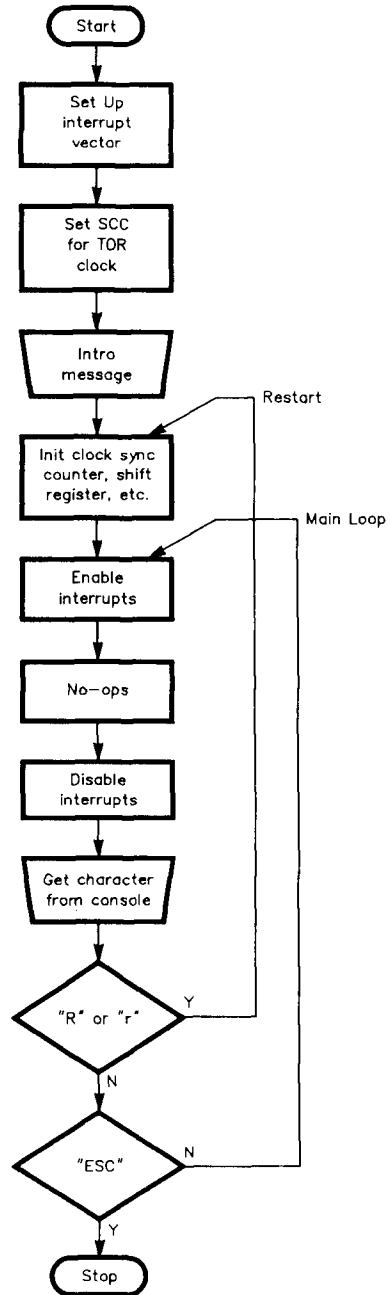 Start
Set Up
interrupt
vector
Set SCC
for TOR
clock
Intro
message
Restart
Init clock sync
counter, shift
register, etc.
Main Loop
Enable
interrupts
No-ops
Disable
interrupts
Get character
from console
"R" or "r"
Y
N
"ESC"
N
Y
Stop